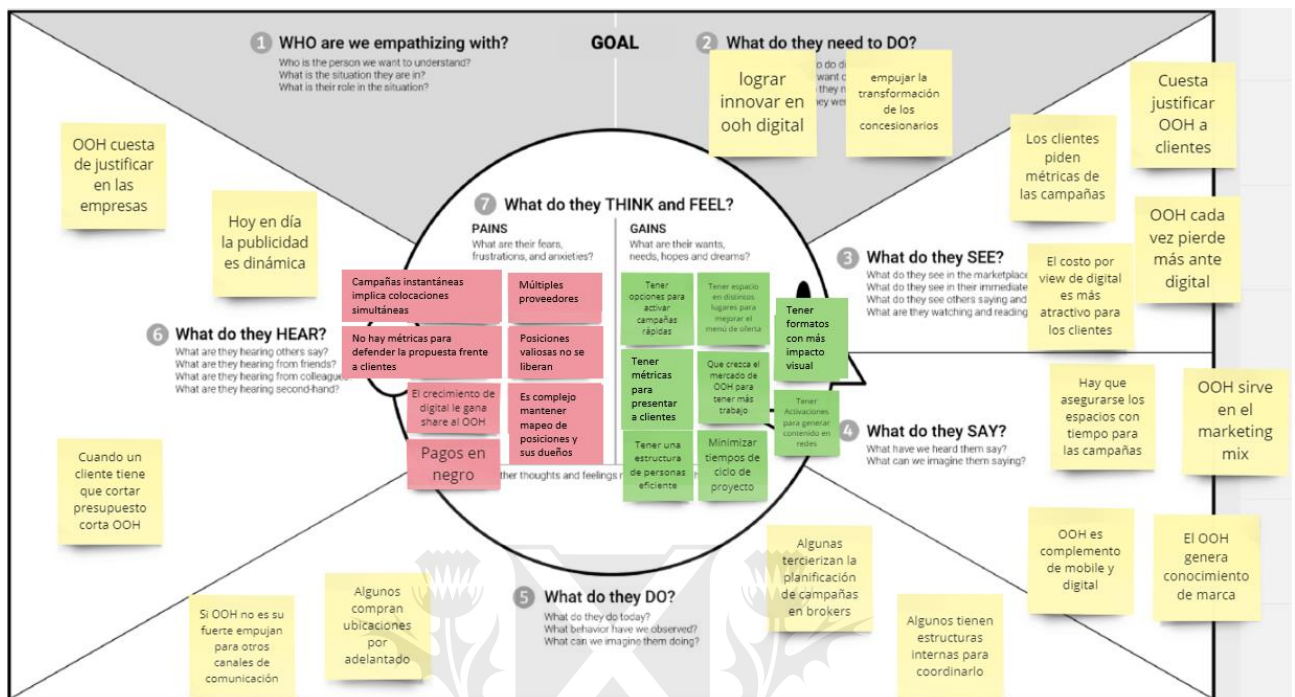 1 WHO are we empathizing with?
Who is the person we want to understand?
What is the situation they are in?
What is their role in the situation?
GOAL
2 What do they need to DO?
lograr
innovar en
ooh digital
empujar la
transformación
de los
concesionarios
OOH cuesta
de justificar
en las
empresas
Hoy en día
la publicidad
es dinámica
Los clientes
piden
métricas de
las campañas
Cuesta
justificar
OOH a
clientes
El costo por
view de digital
es más
atractivo para
los clientes
OOH cada
vez pierde
más ante
digital
3 What do they SEE?
What do they see in the marketplace
What do they see in their immediate
What do they see others saying and
What are they watching and reading
7 What do they THINK and FEEL?
PAINS
What are their fears,
frustrations, and anxieties?
GAINS
What are their wants,
needs, hopes and dreams?
Campañas instantáneas
implica colocaciones
simultáneas
Múltiples
proveedores
No hay métricas para
defender la propuesta frente
a clientes
Posiciones
valiosas no se
liberan
El crecimiento de
digital le gana
share al OOH
Es complejo
mantener
mapeo de
posiciones y
sus dueños
Pagos en
negro
Tener
opciones para
activar
campañas
rápidas
Tener espacio
en distintos
lugares para
mejorar el
menú de oferta
Tener
formatos
con más
impacto
visual
Tener
métricas
para
presentar
a clientes
Que crezca el
mercado de
OOH para
tener más
trabajo
Tener
Activaciones
para generar
contenido en
redes
Tener una
estructura
de personas
eficiente
Minimizar
tiempos de
ciclo de
proyecto
ther thoughts and feelings
6 What do they HEAR?
What are they hearing others say?
What are they hearing from friends?
What are they hearing from colleagues
What are they hearing second-hand?
Cuando un
cliente tiene
que cortar
presupuesto
corta OOH
4 What do they SAY?
What have we heard them say?
What can we imagine them saying?
Hay que
asegurarse los
espacios con
tiempo para
las campañas
OOH sirve
en el
marketing
mix
OOH es
complemento
de mobile y
digital
El OOH
genera
conocimiento
de marca
5 What do they DO?
What do they do today?
What behavior have we observed?
What can we imagine them doing?
Si OOH no es su
fuerte empujan
para otros
canales de
comunicación
Algunos
compran
ubicaciones
por
adelantado
Algunas
tercierizan la
planificación
de campañas
en brokers
Algunos tienen
estructuras
internas para
coordinarlo